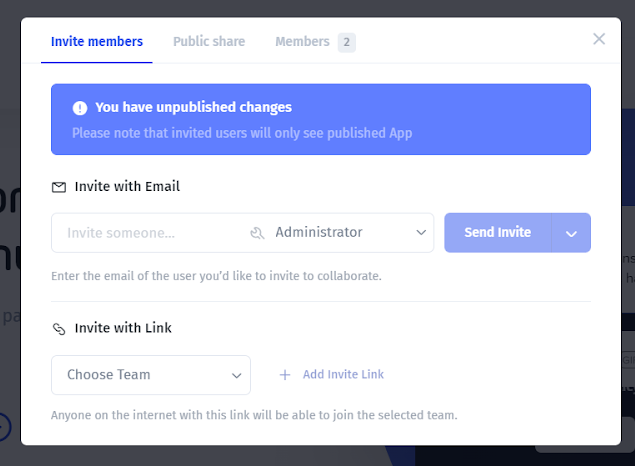 Invite members Public share Members 2
You have unpublished changes
Please note that invited users will only see published App
Invite with Email
Invite someone... Administrator Send Invite
Enter the email of the user you'd like to invite to collaborate.
Invite with Link
Choose Team Add Invite Link
Anyone on the internet with this link will be able to join the selected team.